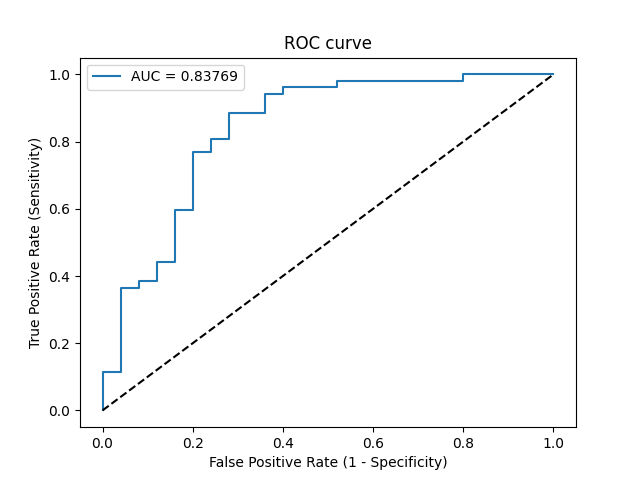 ROC curve
AUC = 0.83769
True Positive Rate (Sensitivity)
1.0
0.8
0.6
0.4
0.2
0.0
0.0 0.2 0.4 0.6 0.8 1.0
False Positive Rate (1 - Specificity)